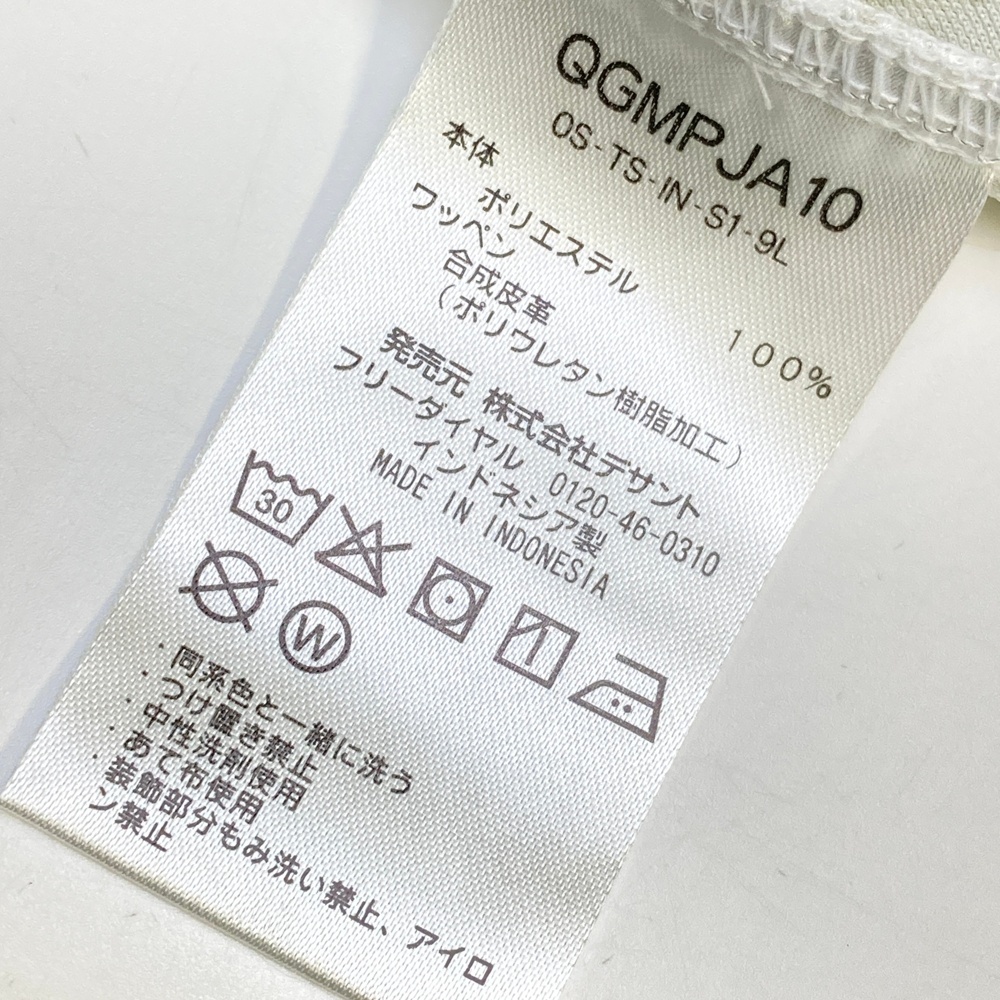 QGMPJA10
0S-TS-IN-S1-9L
本体
ポリエステル 100%
ワッペン
合成皮革
(ポリウレタン樹脂加工)
発売元 株式会社デサント
フリーダイヤル 0120-46-0310
インドネシア製
MADE IN INDONESIA
30
W
・同系色と一緒に洗う
・つけ置き禁止
・中性洗剤使用
・あて布使用
・装飾部分もみ洗い禁止、アイロ
ン禁止